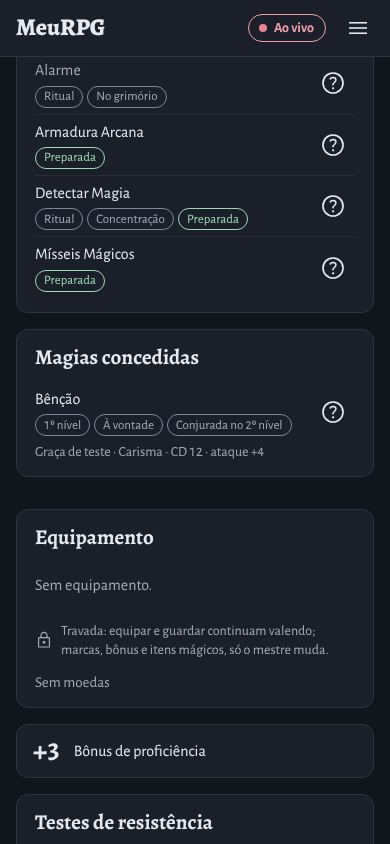 MeuRPG
Ao vivo
Alarme
Ritual
No grimório
Armadura Arcana
Preparada
Detectar Magia
Ritual
Concentração
Preparada
Mísseis Mágicos
Preparada
Magias concedidas
Bênção
1º nível
À vontade
Conjurada no 2º nível
Graça de teste · Carisma · CD 12 · ataque +4
Equipamento
Sem equipamento.
Travada: equipar e guardar continuam valendo;
marcas, bônus e itens mágicos, só o mestre muda.
Sem moedas
+3 Bônus de proficiência
Testes de resistência